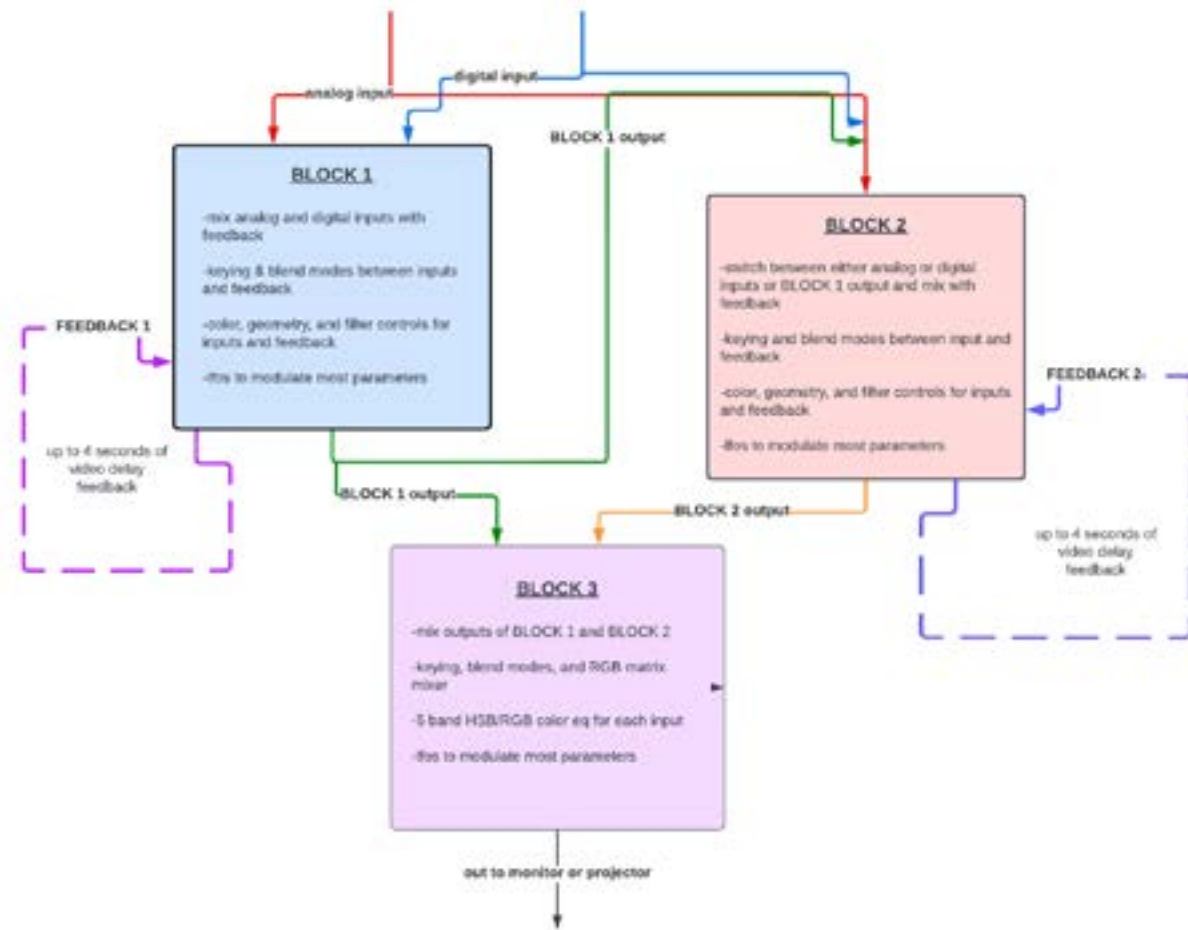 digital input
analog input
BLOCK 1 output
BLOCK 1
-mix analog and digital inputs with
feedback
-keying & blend modes between inputs
and feedback
-color, geometry, and filter controls for
inputs and feedback
-lfos to modulate most parameters
BLOCK 2
-switch between either analog or digital
inputs or BLOCK 1 output and mix with
feedback
-keying and blend modes between input and
feedback
-color, geometry, and filter controls for inputs
and feedback
-lfos to modulate most parameters
FEEDBACK 1
up to 4 seconds of
video delay
feedback
FEEDBACK 2
up to 4 seconds of
video delay
feedback
BLOCK 1 output
BLOCK 2 output
BLOCK 3
-mix outputs of BLOCK 1 and BLOCK 2
-keying, blend modes, and RGB matrix
mixer
-5 band HSB/RGB color eq for each input
-lfos to modulate most parameters
out to monitor or projector